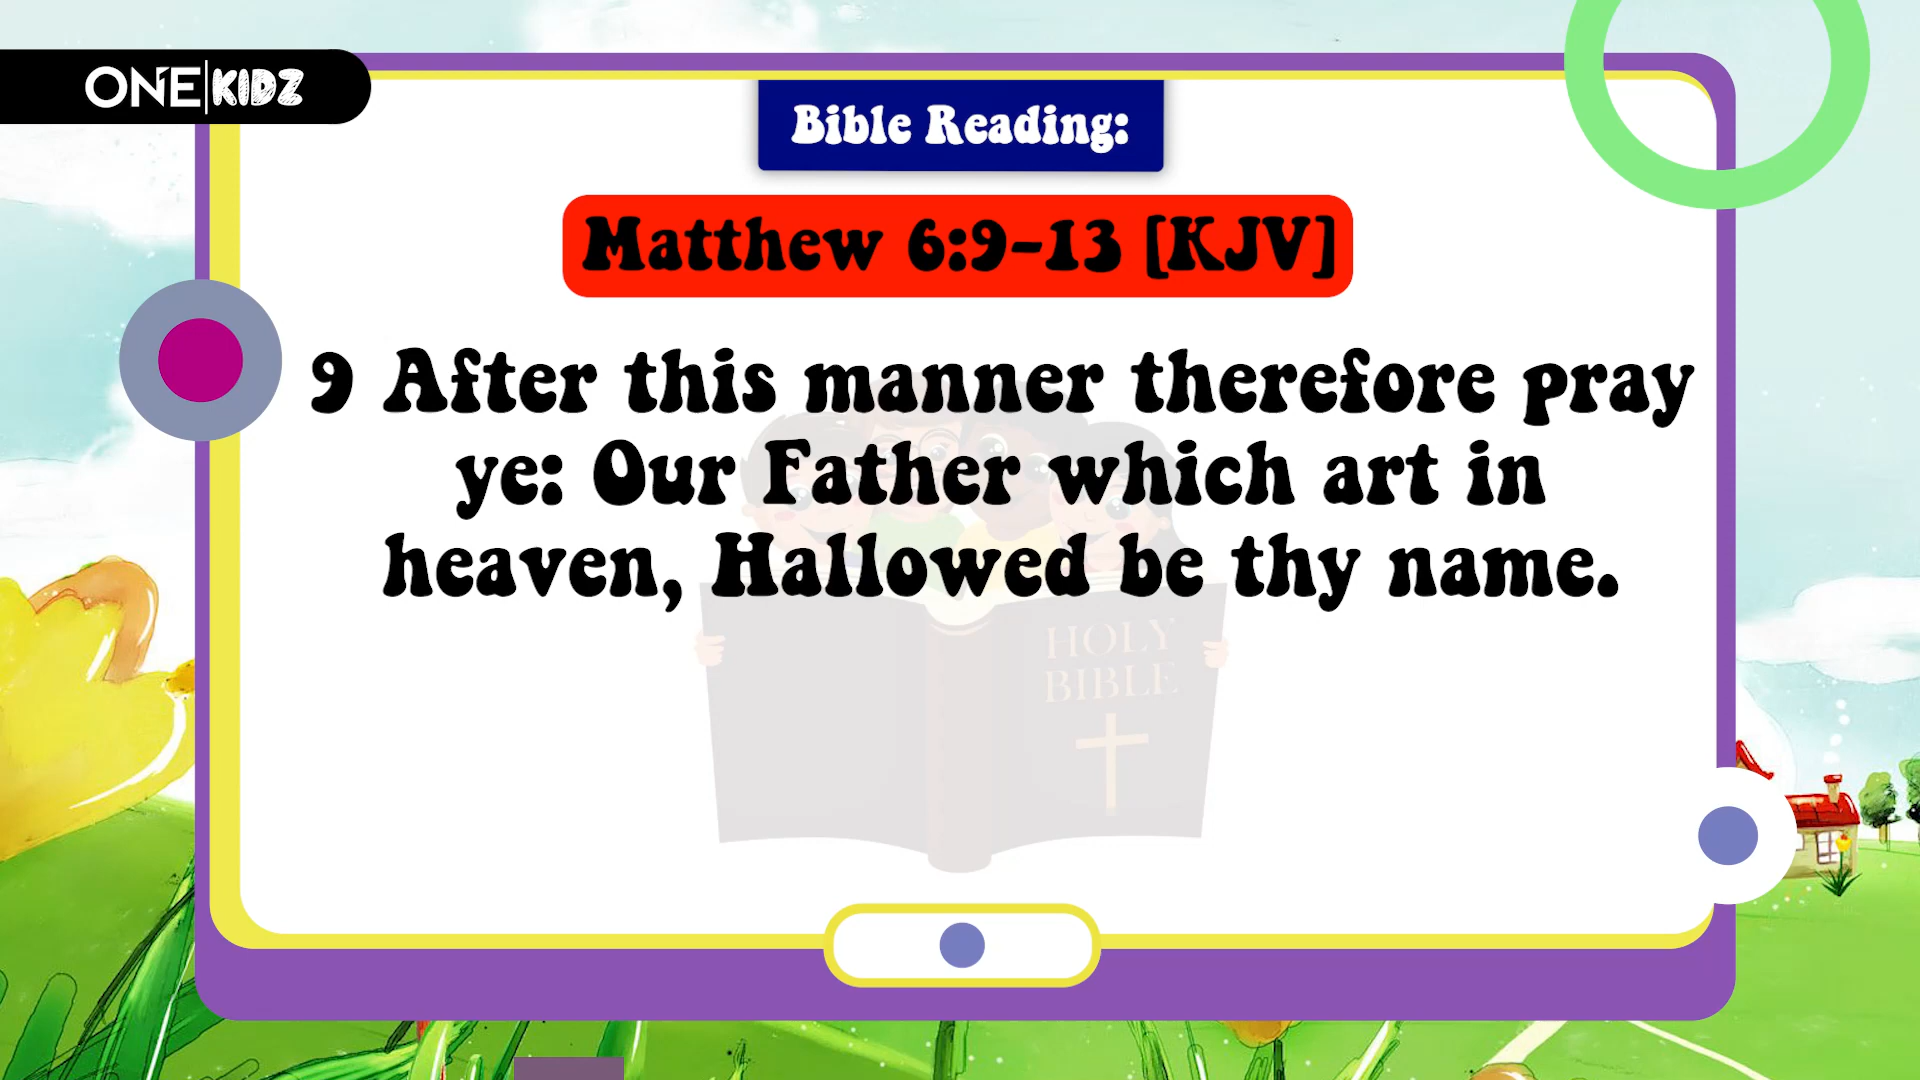 ONE|KIDZ
Bible Reading:
Matthew 6:9-13 [KJV]
9 After this manner therefore pray
ye: Our Father which art in
heaven, Hallowed be thy name.
HOLY
BIBLE